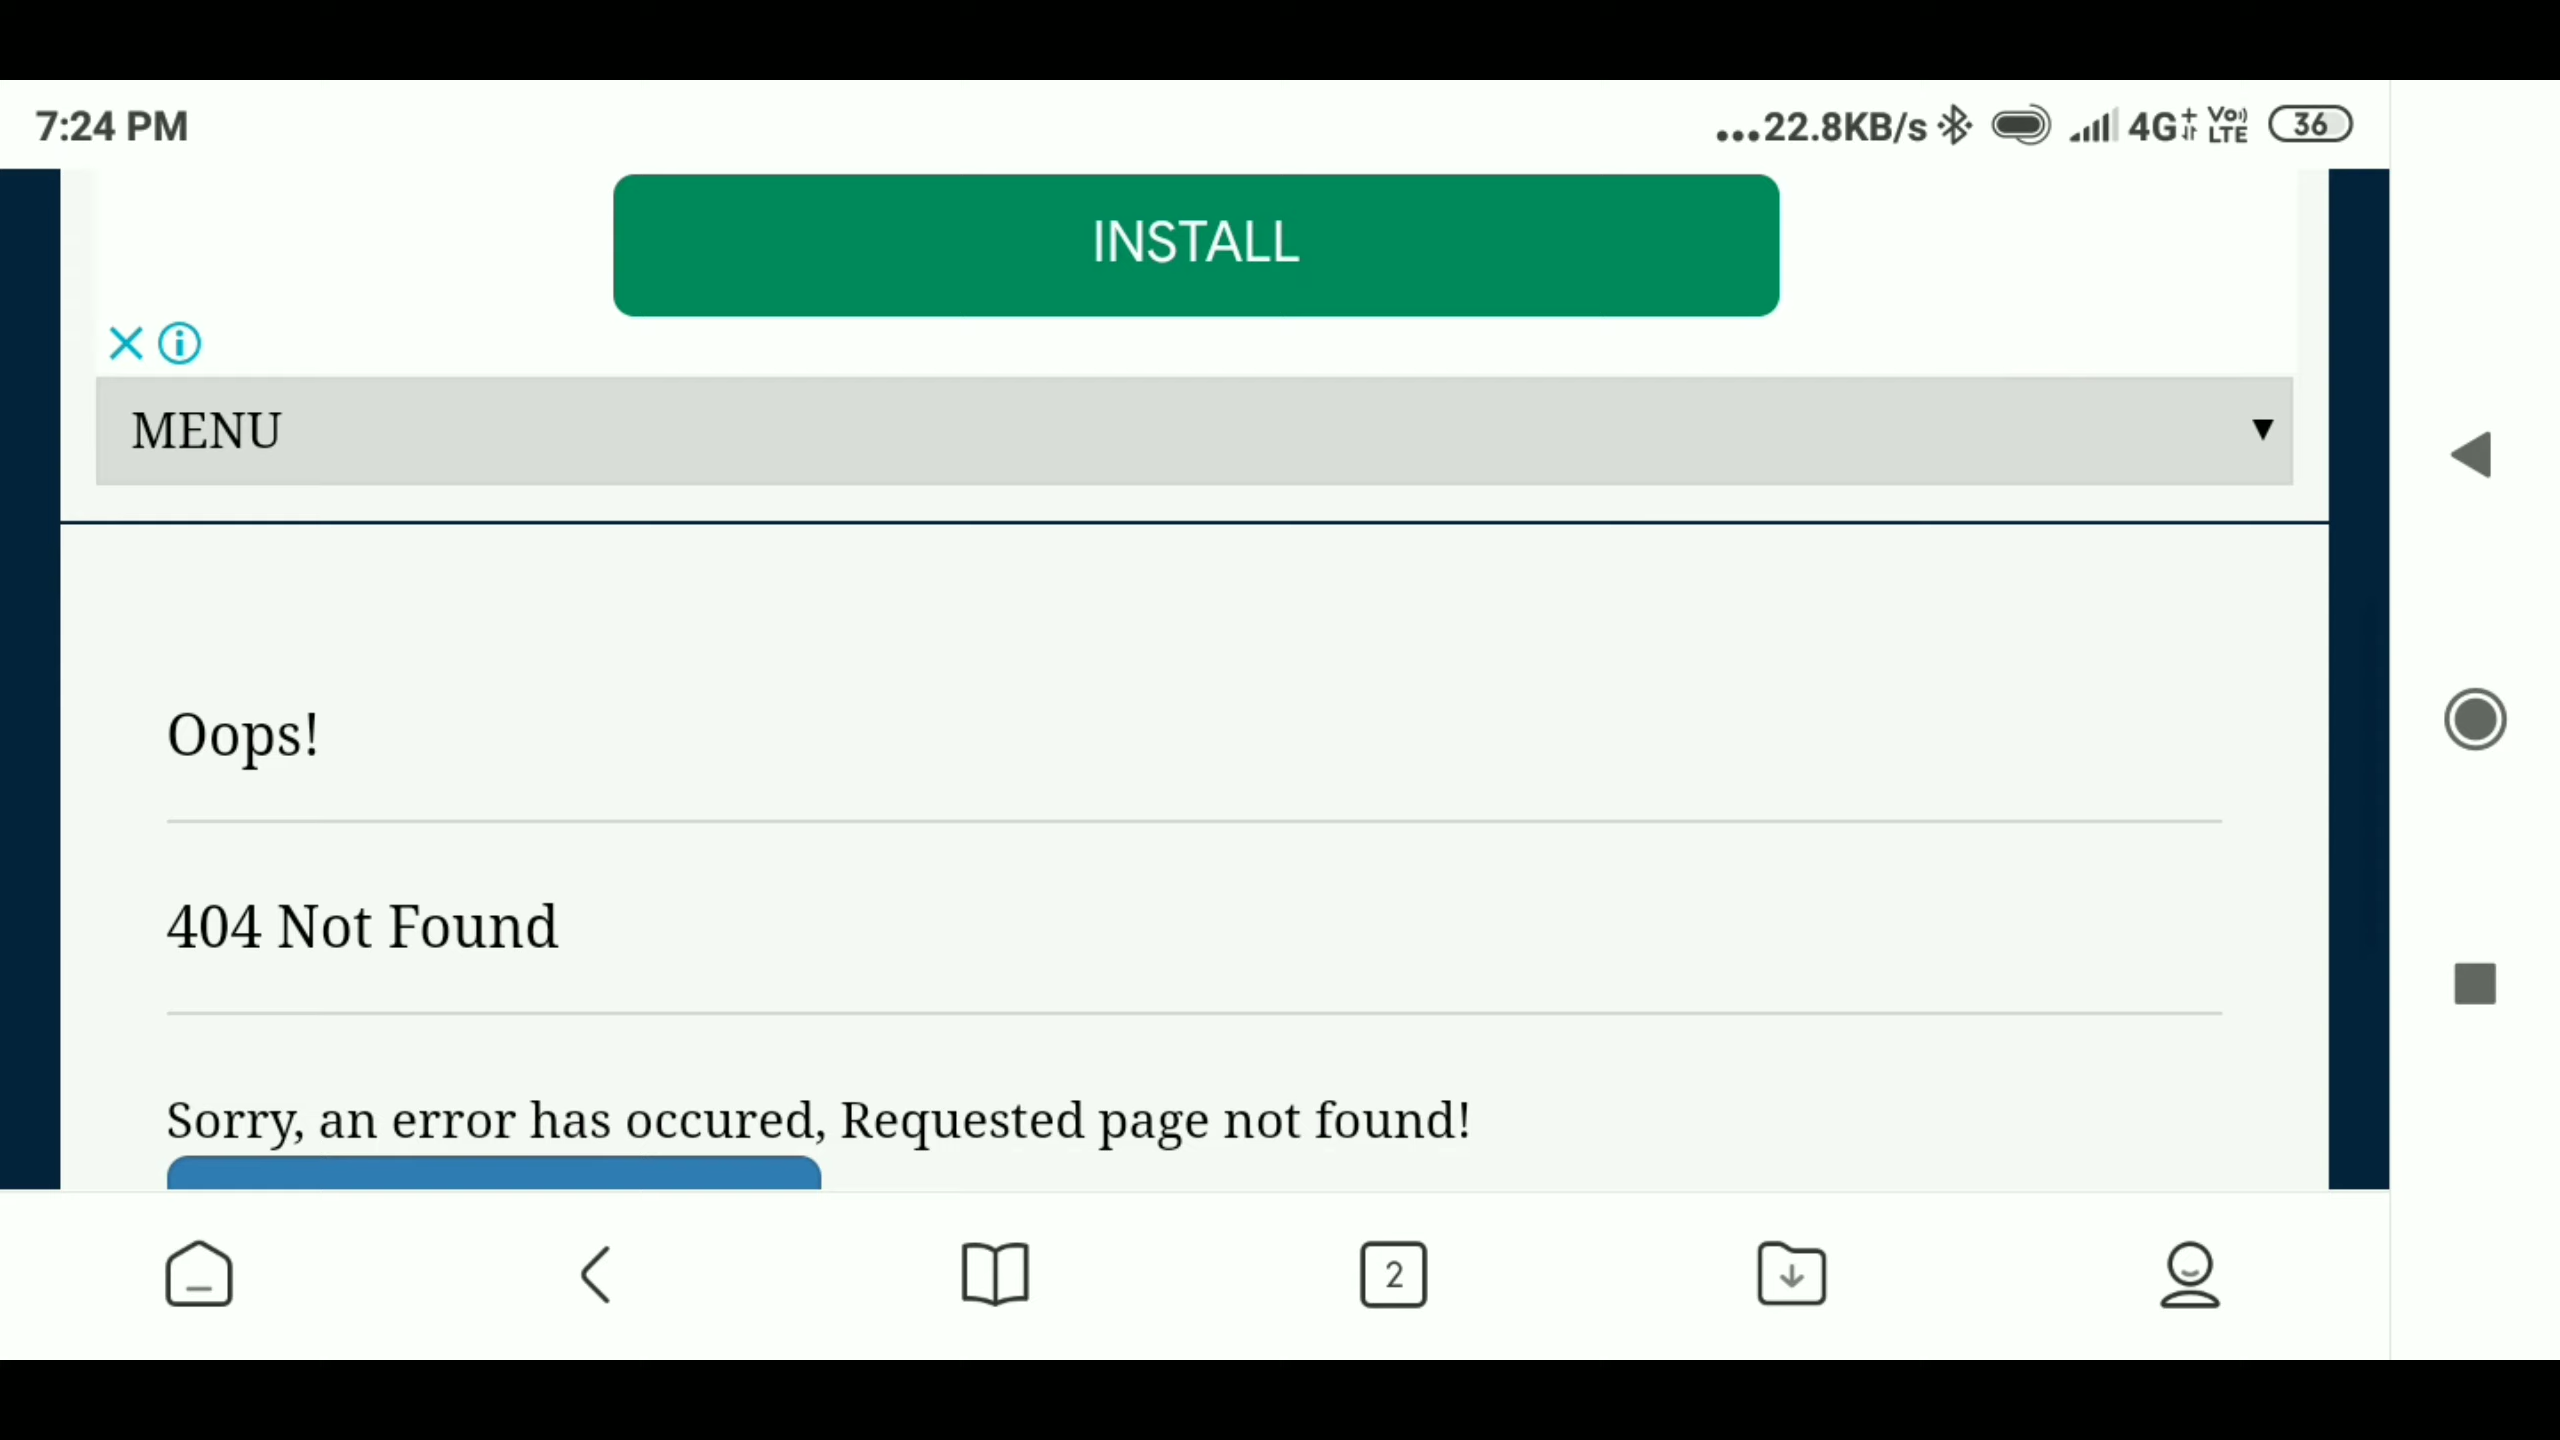 7:24 PM
...22.8KB/s 4G+ Vo) LTE 36
INSTALL
MENU
Oops!
404 Not Found
Sorry, an error has occured, Requested page not found!
2